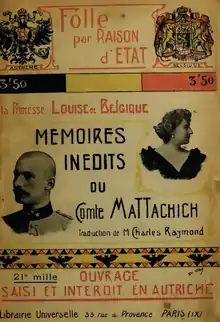 Folle
par RAISON
d'ETAT
AUTRICHE
BELGIQUE
3f50
3f50
la Princesse LOUISE de BELGIQUE
MEMOIRES
INEDITS
DU
Comte MATTACHICH
Traduction de M. Charles Raymond
21e mille
OUVRAGE
SAISI ET INTERDIT EN AUTRICHE
Librairie Universelle 33 rue de Provence PARIS (IX)